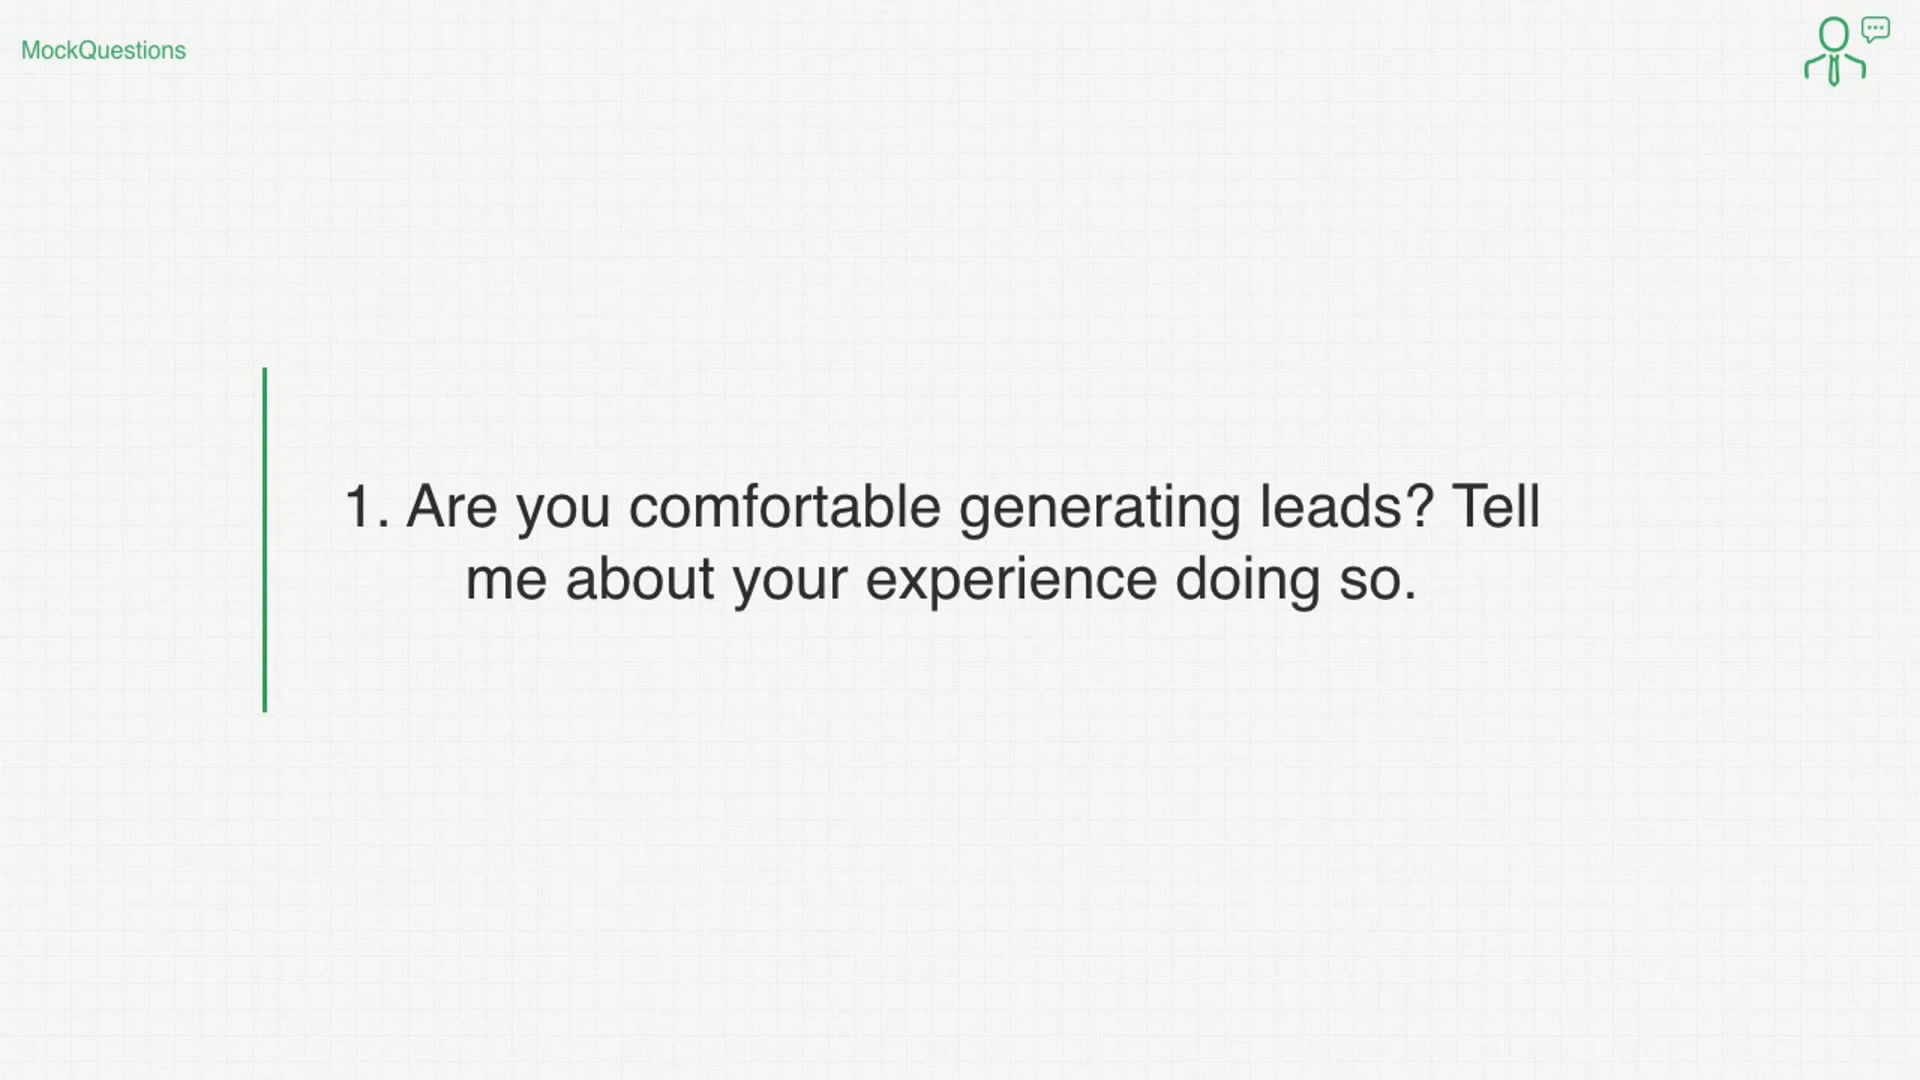 MockQuestions
1. Are you comfortable generating leads? Tell
me about your experience doing so.